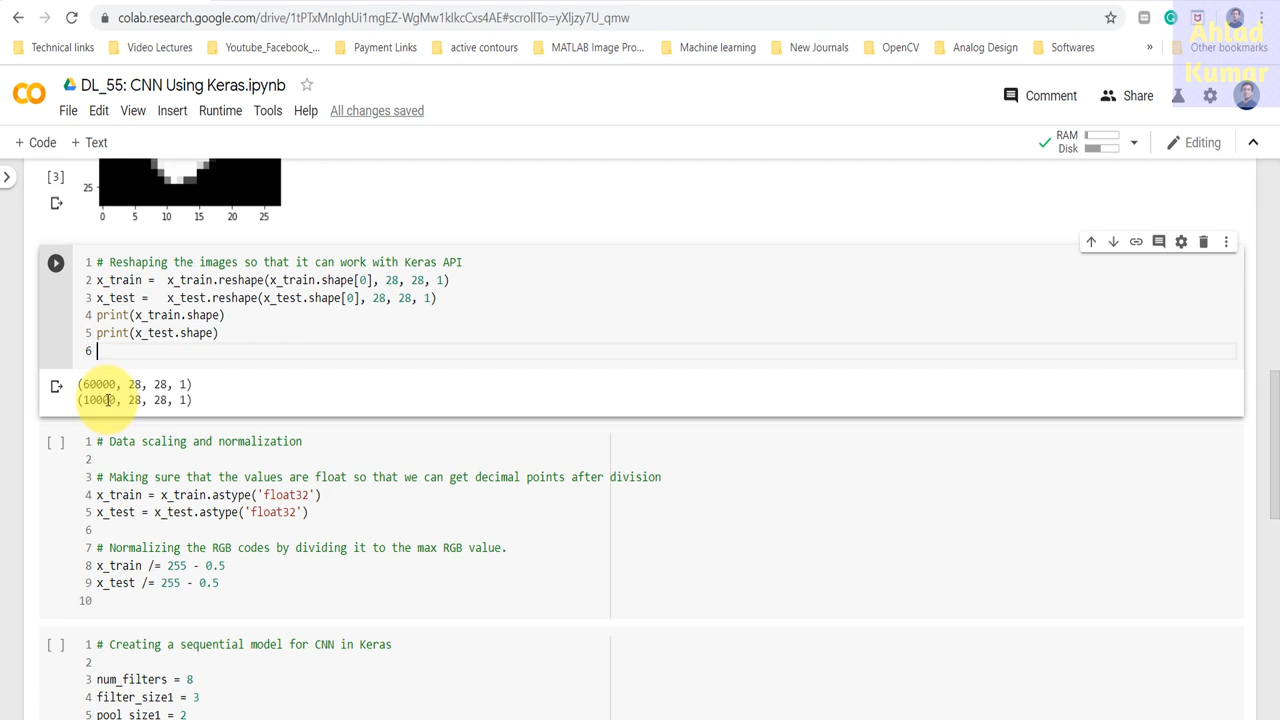 colab.research.google.com/drive/1tPTxMnIghUi1mgEZ-WgMw1kIkcCxs4AE#scrollTo=yXljzy7U_qmw
Technical links Video Lectures Youtube_Facebook_... Payment Links active contours MATLAB Image Pro... Machine learning New Journals OpenCV Analog Design Softwares » Other bookmarks
Ahlad
Kumar
DL_55: CNN Using Keras.ipynb
CO
File Edit View Insert Runtime Tools Help All changes saved
Comment Share
+ Code + Text
RAM
Disk
Editing
[3]
25
0 5 10 15 20 25
1 # Reshaping the images so that it can work with Keras API
2 x_train = x_train.reshape(x_train.shape[0], 28, 28, 1)
3 x_test = x_test.reshape(x_test.shape[0], 28, 28, 1)
4 print(x_train.shape)
5 print(x_test.shape)
6
(60000, 28, 28, 1)
(10000, 28, 28, 1)
[ ] 1 # Data scaling and normalization
2
3 # Making sure that the values are float so that we can get decimal points after division
4 x_train = x_train.astype('float32')
5 x_test = x_test.astype('float32')
6
7 # Normalizing the RGB codes by dividing it to the max RGB value.
8 x_train /= 255 - 0.5
9 x_test /= 255 - 0.5
10
[ ] 1 # Creating a sequential model for CNN in Keras
2
3 num_filters = 8
4 filter_size1 = 3
5 pool_size1 = 2